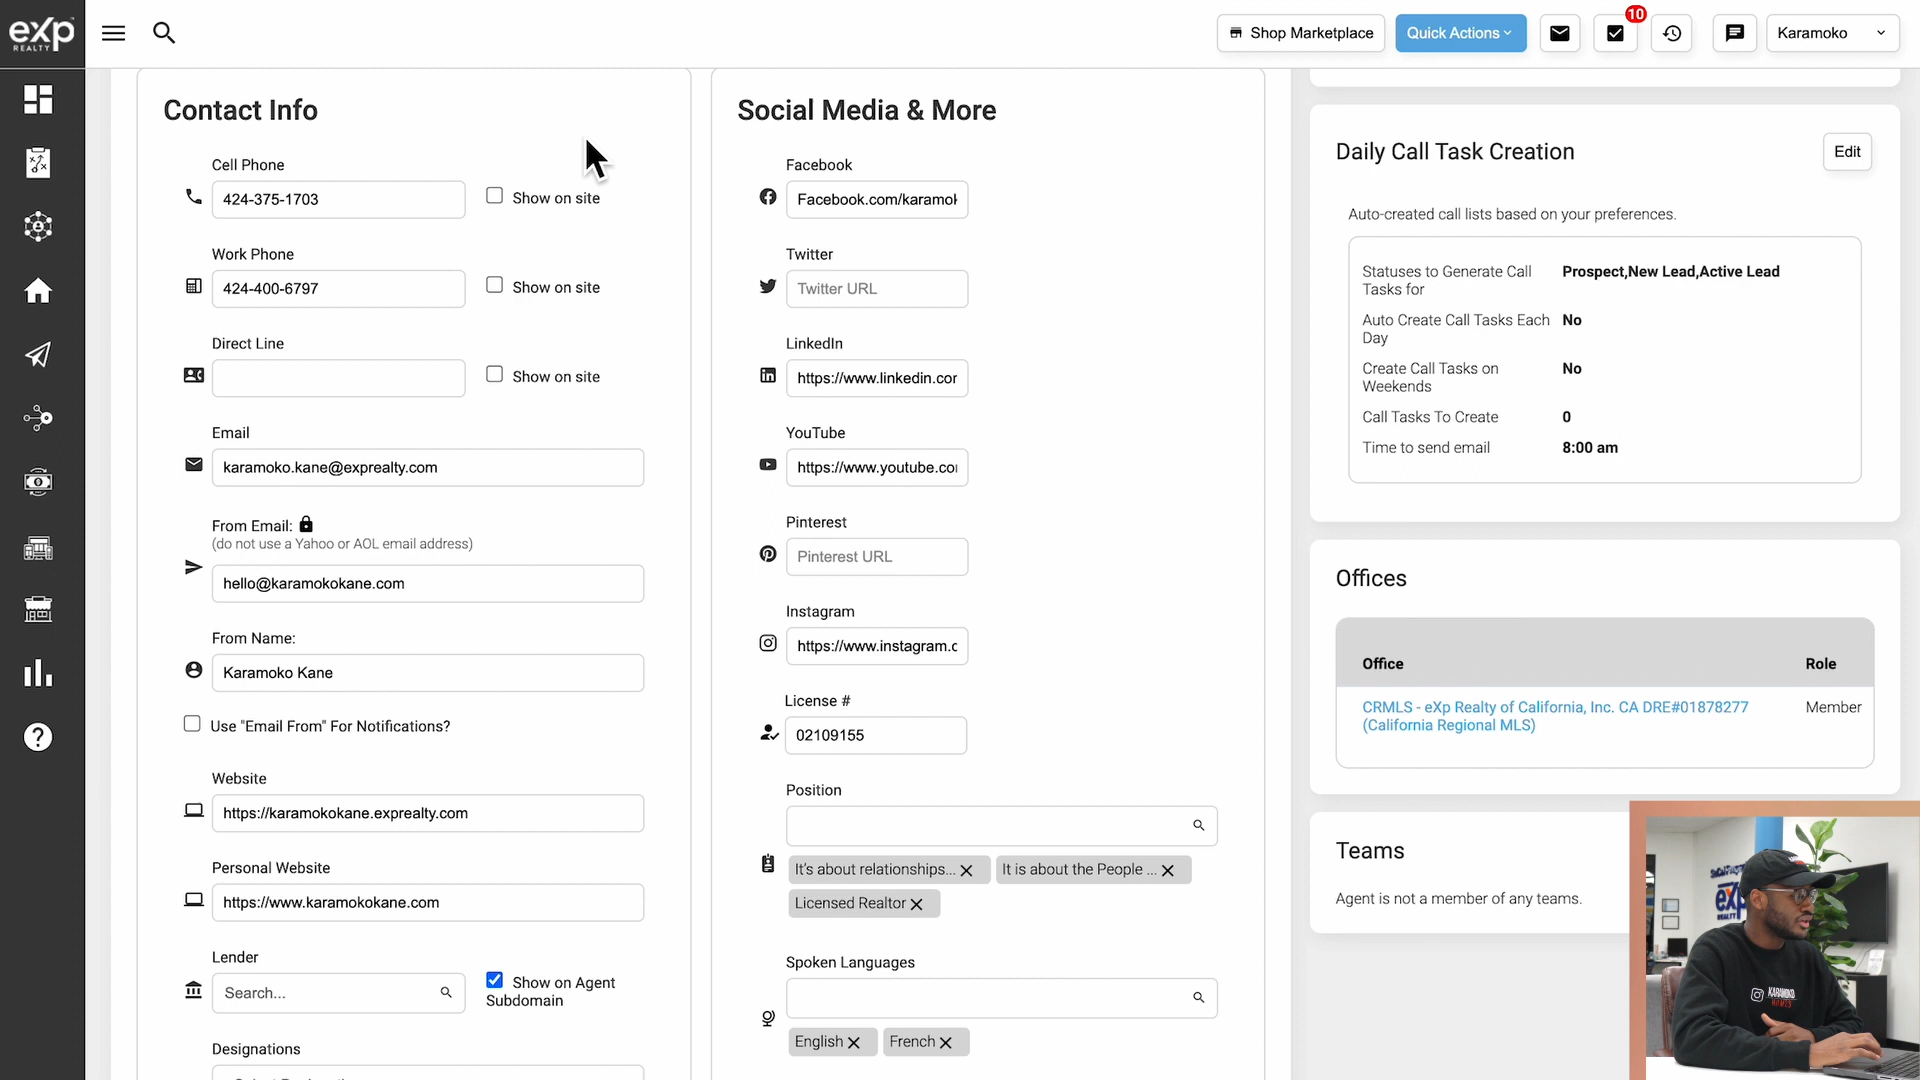 exp
REALTY
Shop Marketplace
Quick Actions
10
Karamoko
Contact Info
Cell Phone
424-375-1703
Show on site
Work Phone
424-400-6797
Show on site
Direct Line
Show on site
Email
karamoko.kane@exprealty.com
From Email:
(do not use a Yahoo or AOL email address)
hello@karamokokane.com
From Name:
Karamoko Kane
Use "Email From" For Notifications?
Website
https://karamokokane.exprealty.com
Personal Website
https://www.karamokokane.com
Lender
Search...
Show on Agent
Subdomain
Designations
Social Media & More
Facebook
Facebook.com/karamok
Twitter
Twitter URL
LinkedIn
https://www.linkedin.cor
YouTube
https://www.youtube.co
Pinterest
Pinterest URL
Instagram
https://www.instagram.c
License #
02109155
Position
It's about relationships...
It is about the People ...
Licensed Realtor
Spoken Languages
English
French
Daily Call Task Creation
Edit
Auto-created call lists based on your preferences.
Statuses to Generate Call
Tasks for
Prospect,New Lead,Active Lead
Auto Create Call Tasks Each
Day
No
Create Call Tasks on
Weekends
No
Call Tasks To Create
0
Time to send email
8:00 am
Offices
Office
Role
CRMLS - eXp Realty of California, Inc. CA DRE#01878277
(California Regional MLS)
Member
Teams
Agent is not a member of any teams.
exp
REALTY
KARAMOKO
HOMES